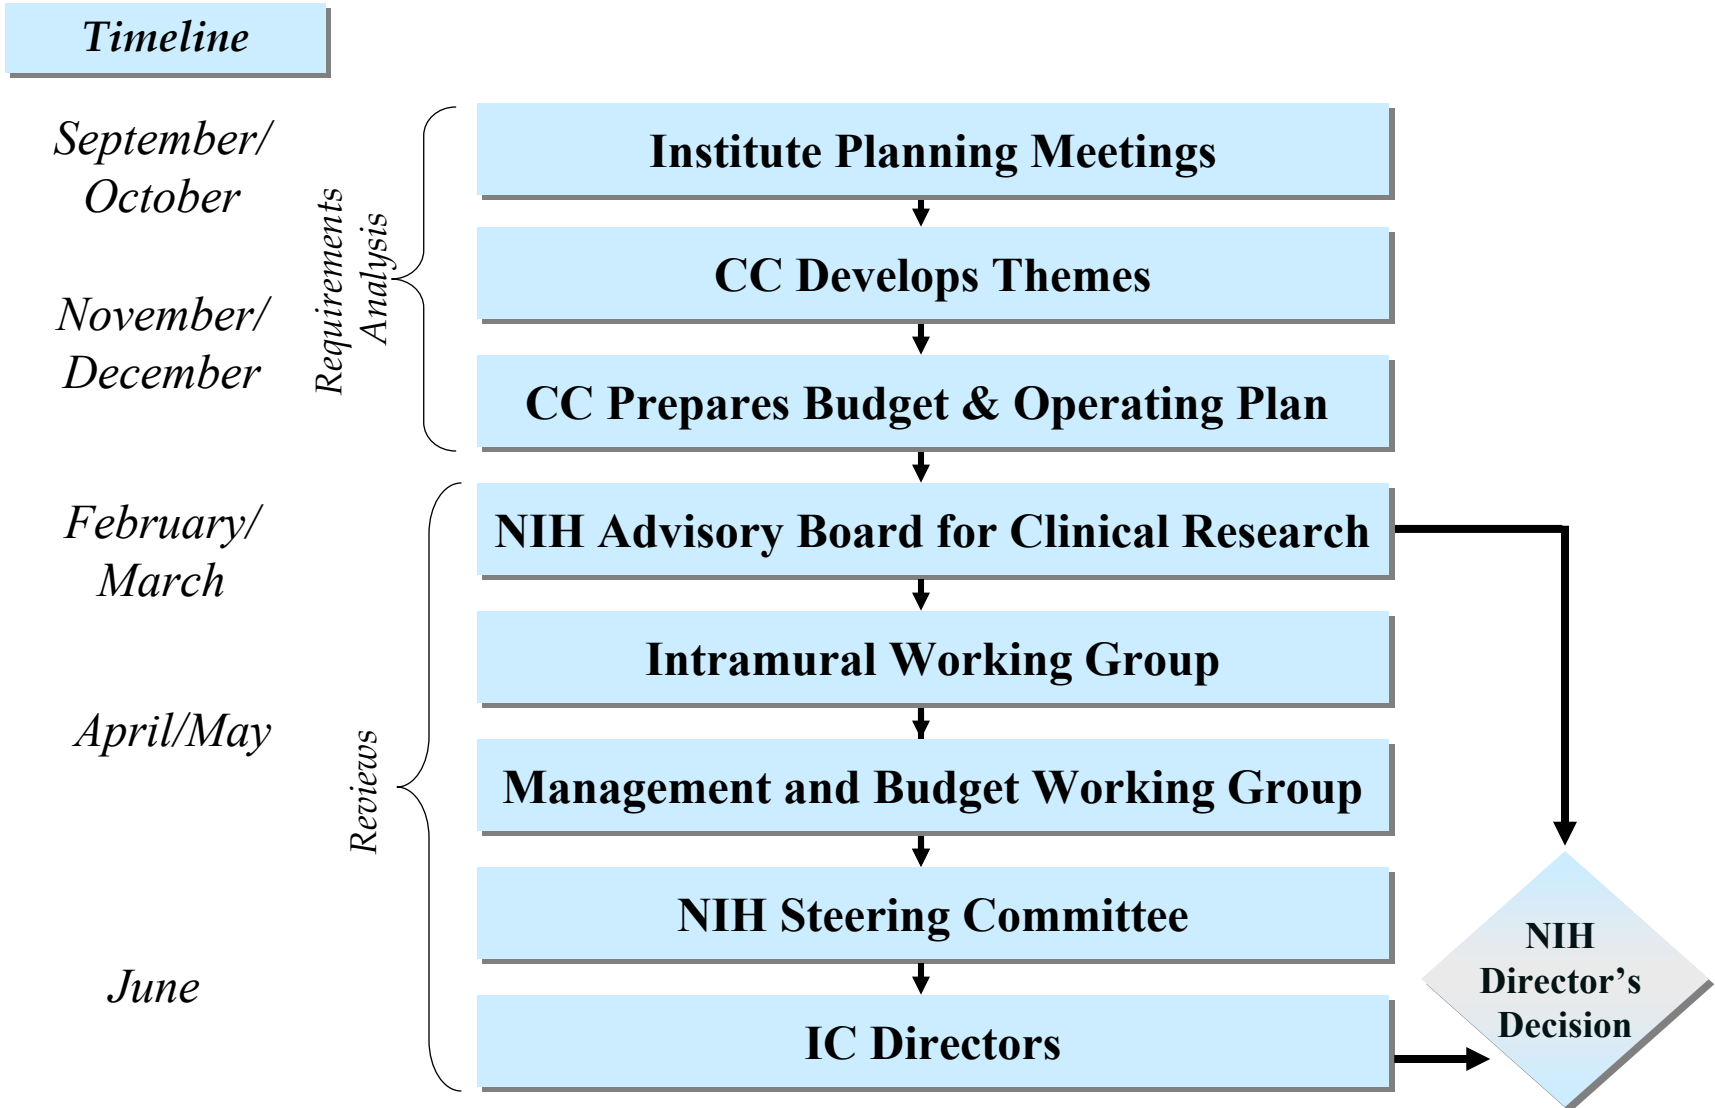 Timeline
September/
October
November/
December
February/
March
April/May
June
Requirements
Analysis
Reviews
Institute Planning Meetings
CC Develops Themes
CC Prepares Budget & Operating Plan
NIH Advisory Board for Clinical Research
Intramural Working Group
Management and Budget Working Group
NIH Steering Committee
IC Directors
NIH
Director’s
Decision